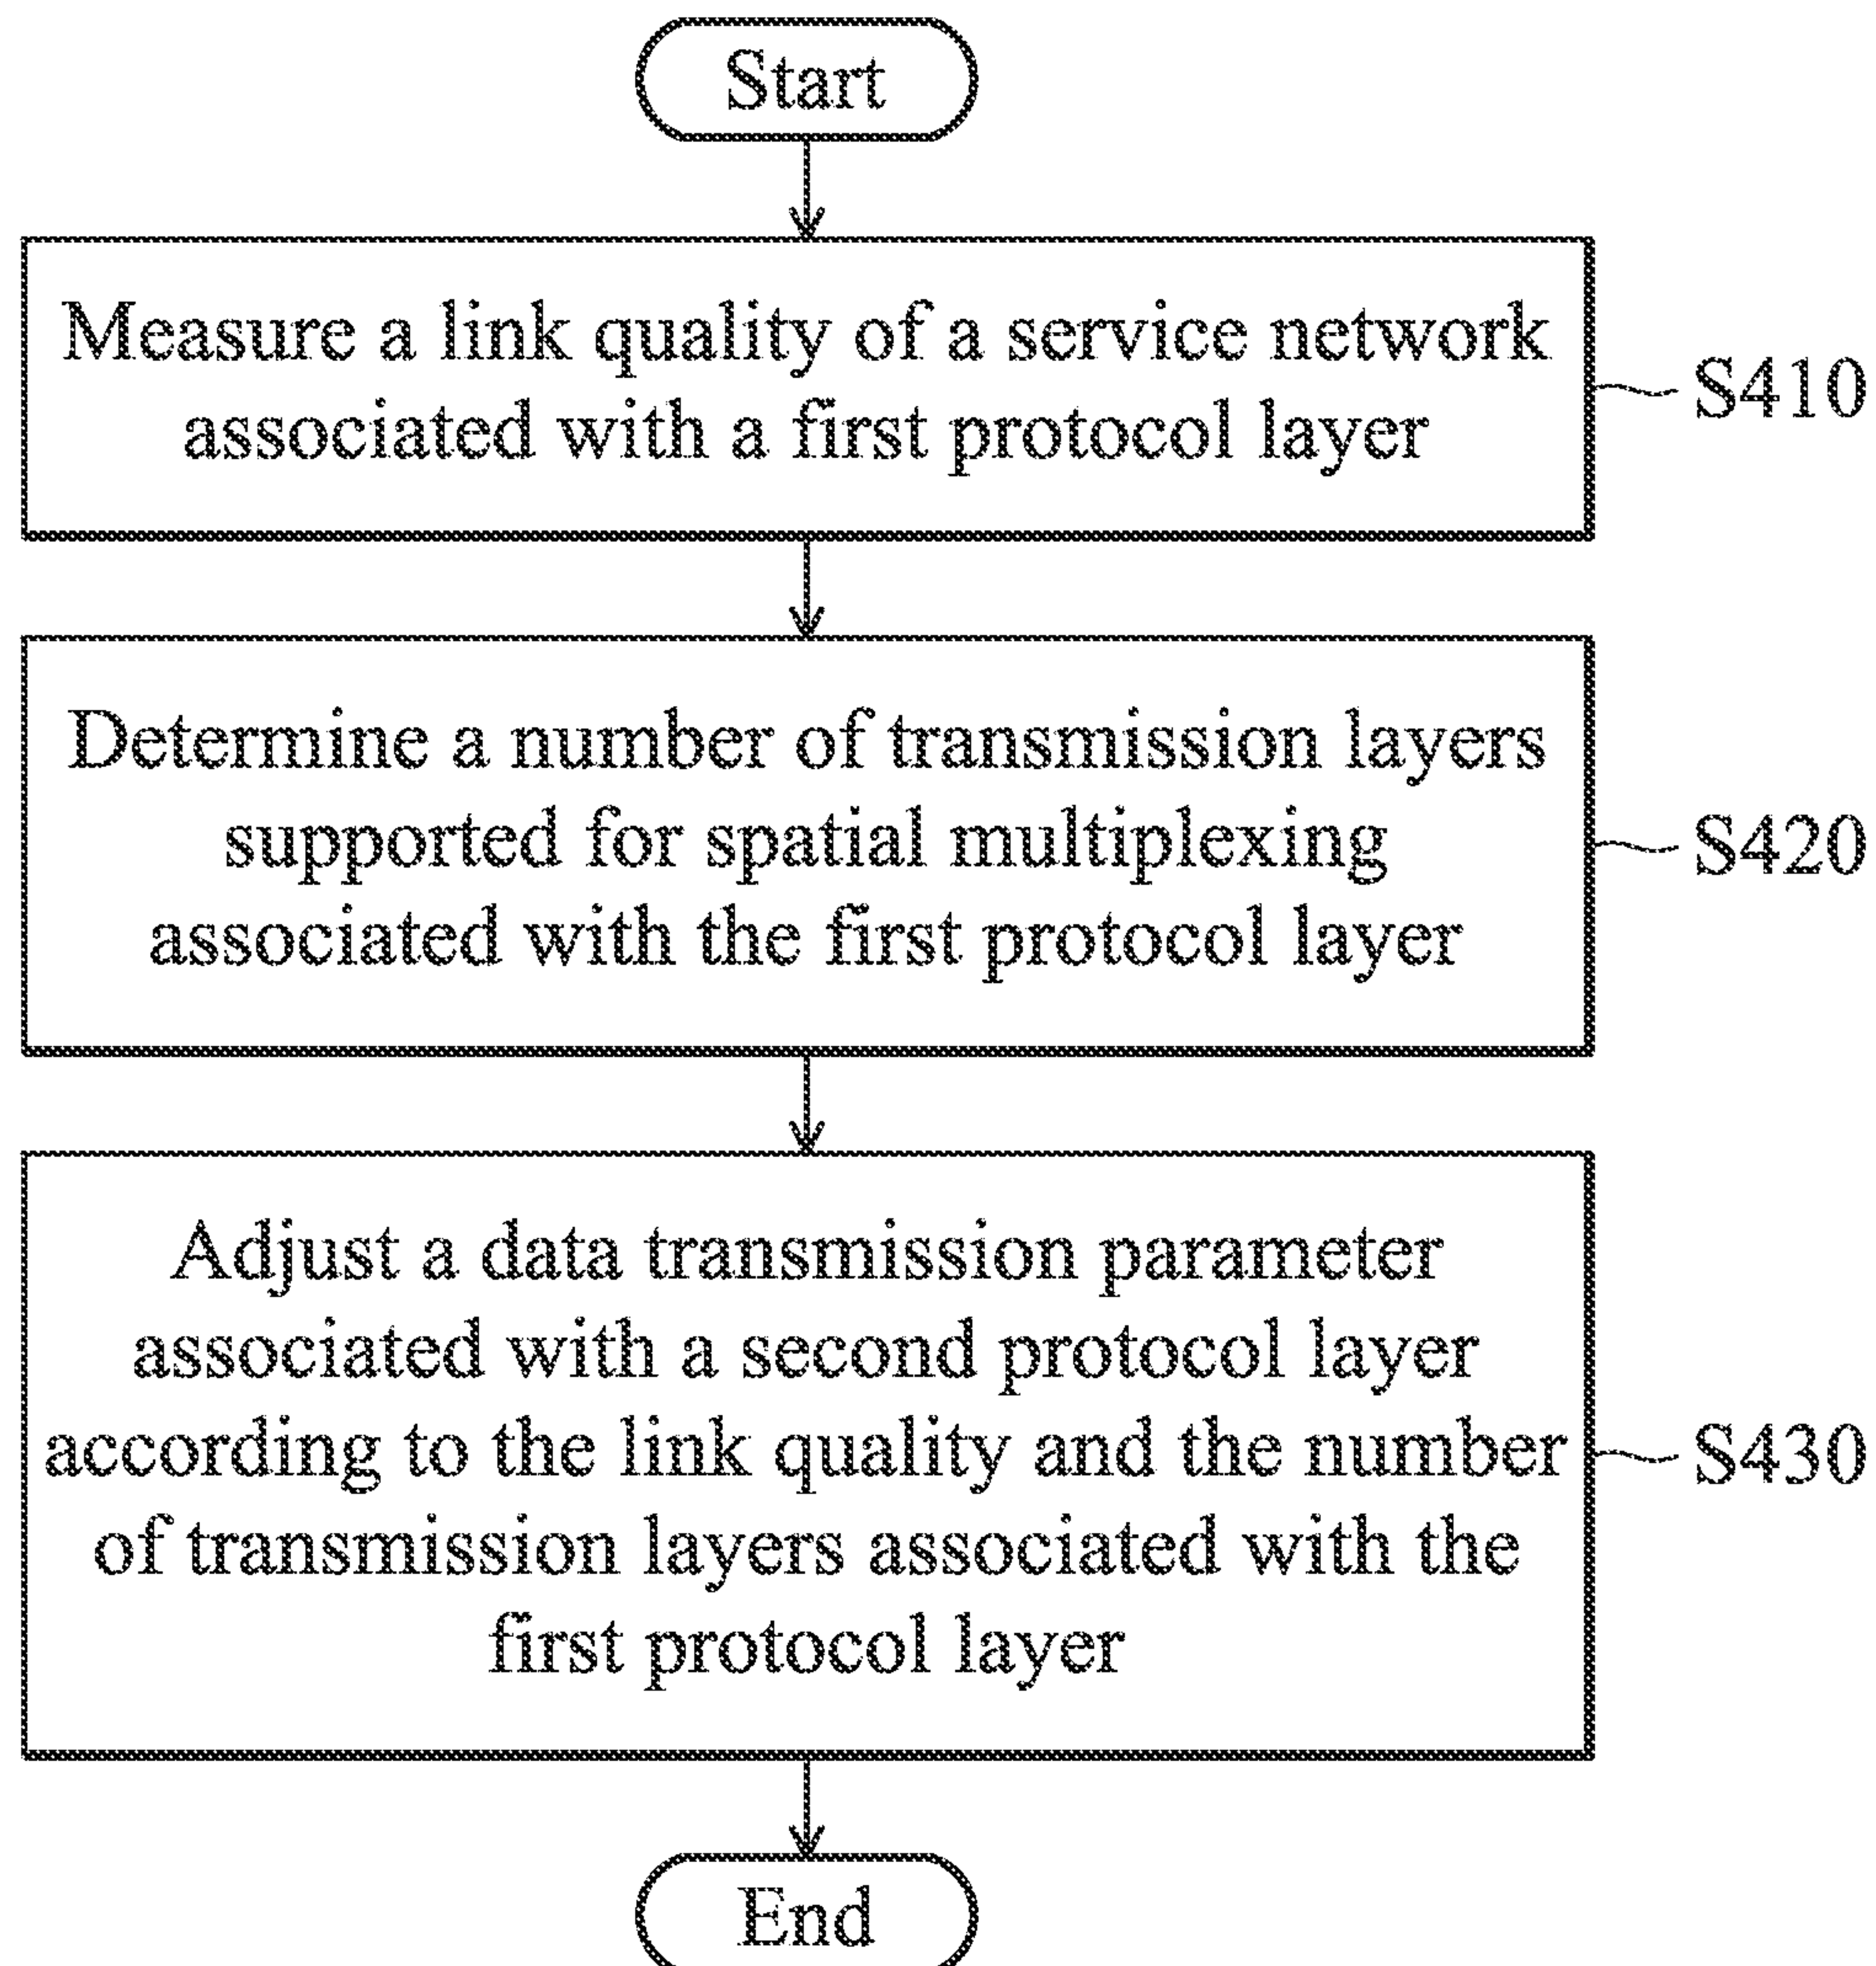 Start
Measure a link quality of a service network
associated with a first protocol layer
S410
Determine a number of transmission layers
supported for spatial multiplexing
associated with the first protocol layer
S420
Adjust a data transmission parameter
associated with a second protocol layer
according to the link quality and the number
of transmission layers associated with the
first protocol layer
S430
End